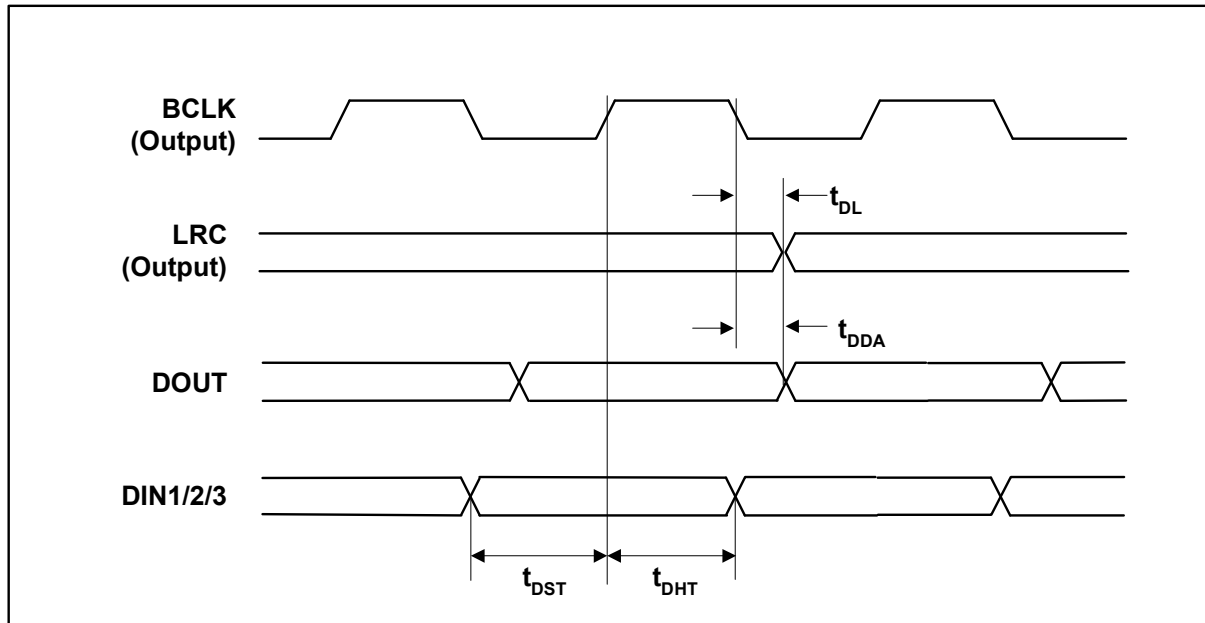 BCLK
(Output)
t_DL
LRC
(Output)
t_DDA
DOUT
DIN1/2/3
t_DST
t_DHT